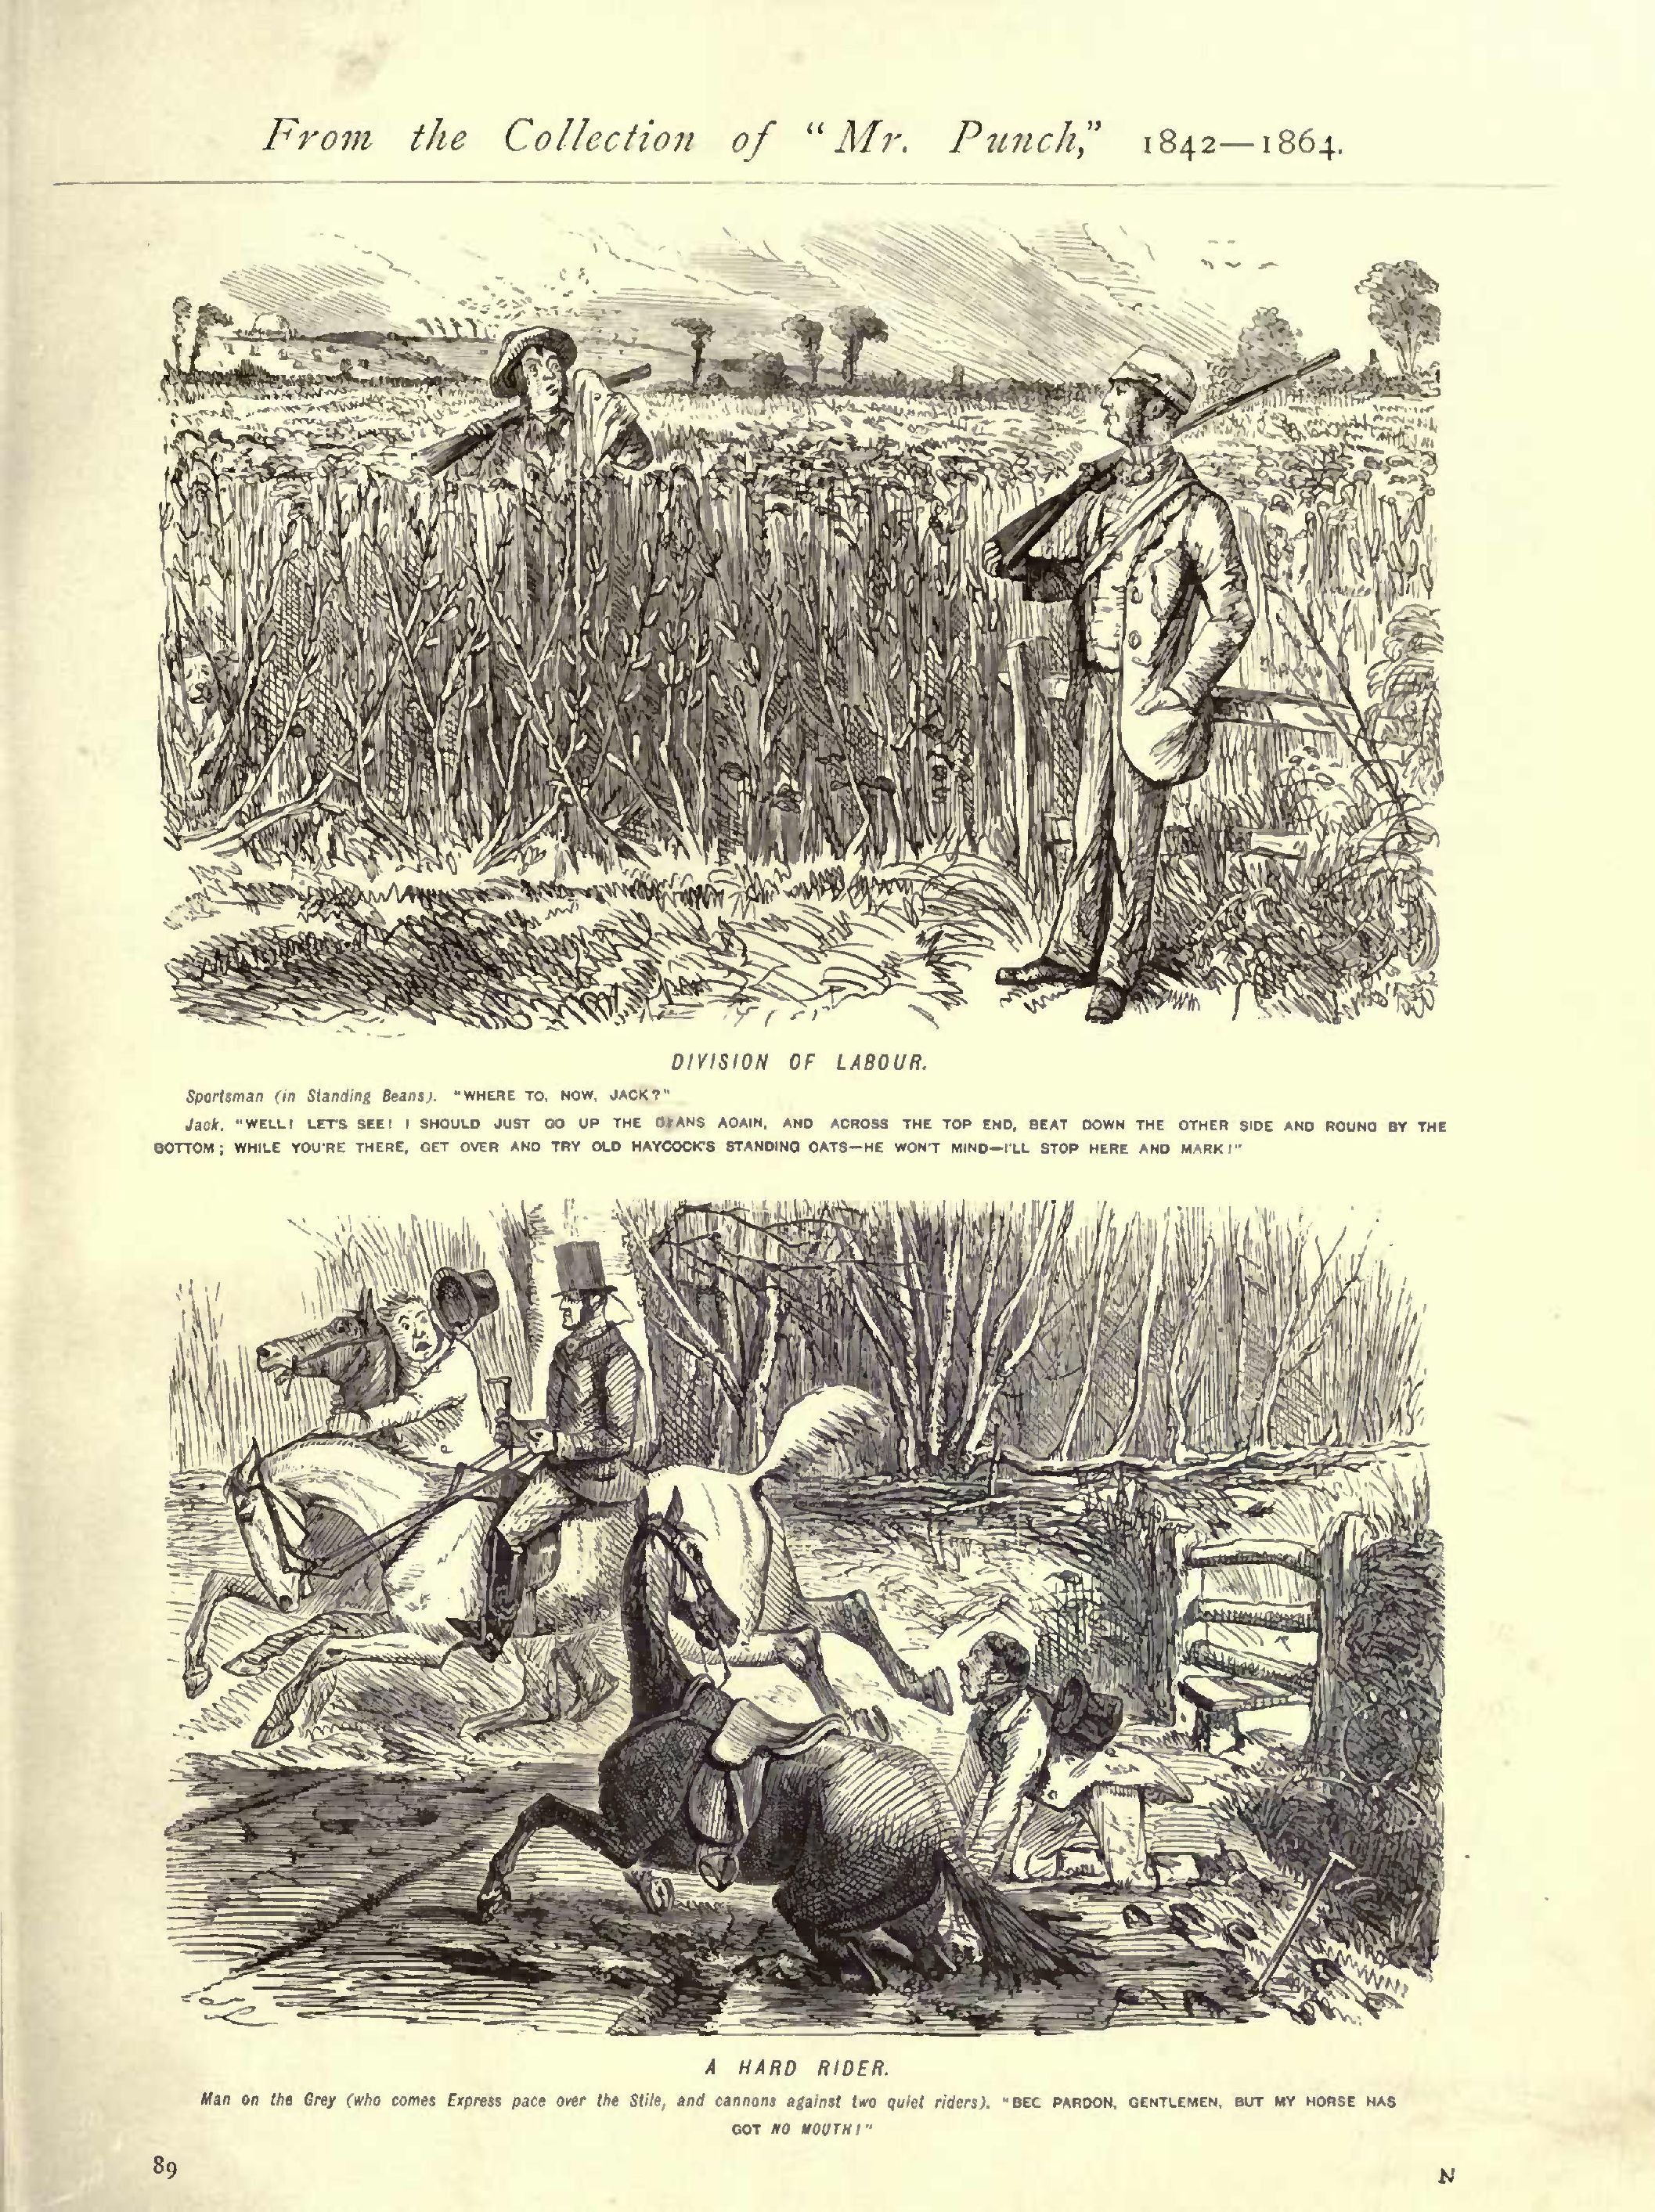 From the Collection of “Mr. Punch,” 1842—1864.
DIVISION OF LABOUR.
Sportsman (in Standing Beans). "WHERE TO, NOW, JACK?"
Jack. "WELL! LET'S SEE! I SHOULD JUST GO UP THE BEANS AGAIN, AND ACROSS THE TOP END, BEAT DOWN THE OTHER SIDE AND ROUND BY THE
BOTTOM; WHILE YOU'RE THERE, GET OVER AND TRY OLD HAYCOCK'S STANDING OATS—HE WON'T MIND—I'LL STOP HERE AND MARK!"
A HARD RIDER.
Man on the Grey (who comes Express pace over the Stile, and cannons against two quiet riders). "BEG PARDON, GENTLEMEN, BUT MY HORSE HAS
GOT NO MOUTH!"
89
N